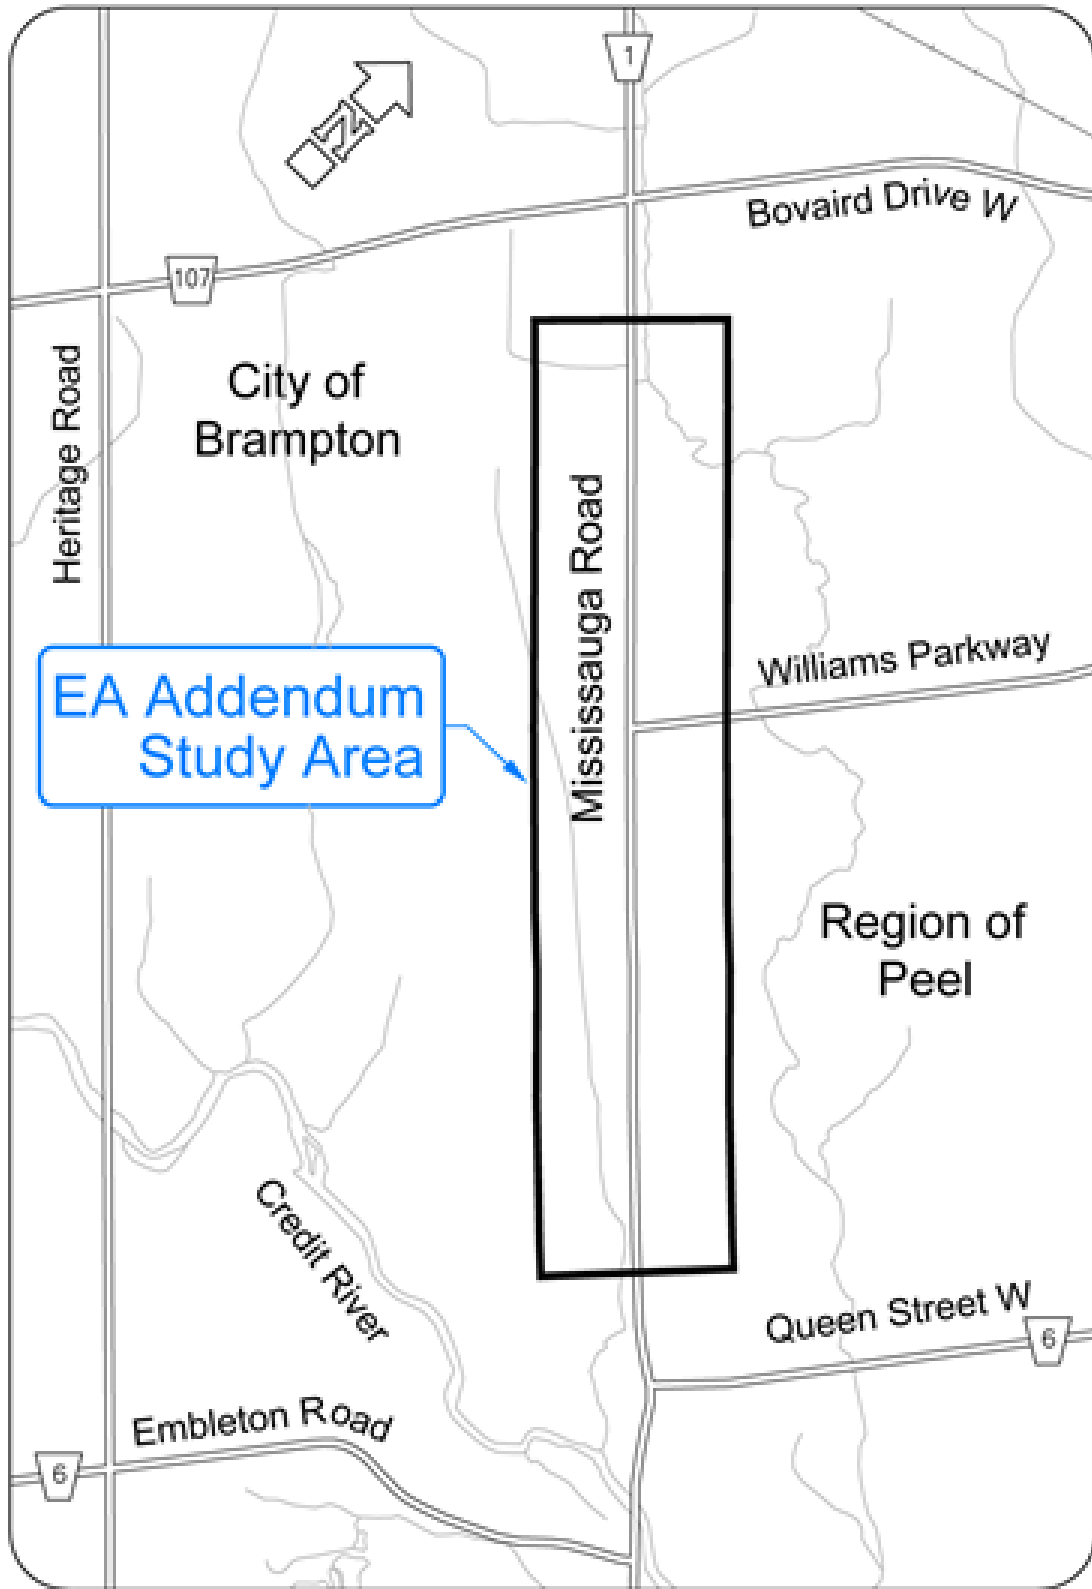 1
N
Bovaird Drive W
107
City of
Brampton
Heritage Road
Mississauga Road
EA Addendum
Study Area
Williams Parkway
Region of
Peel
Credit River
Queen Street W
6
Embleton Road
6